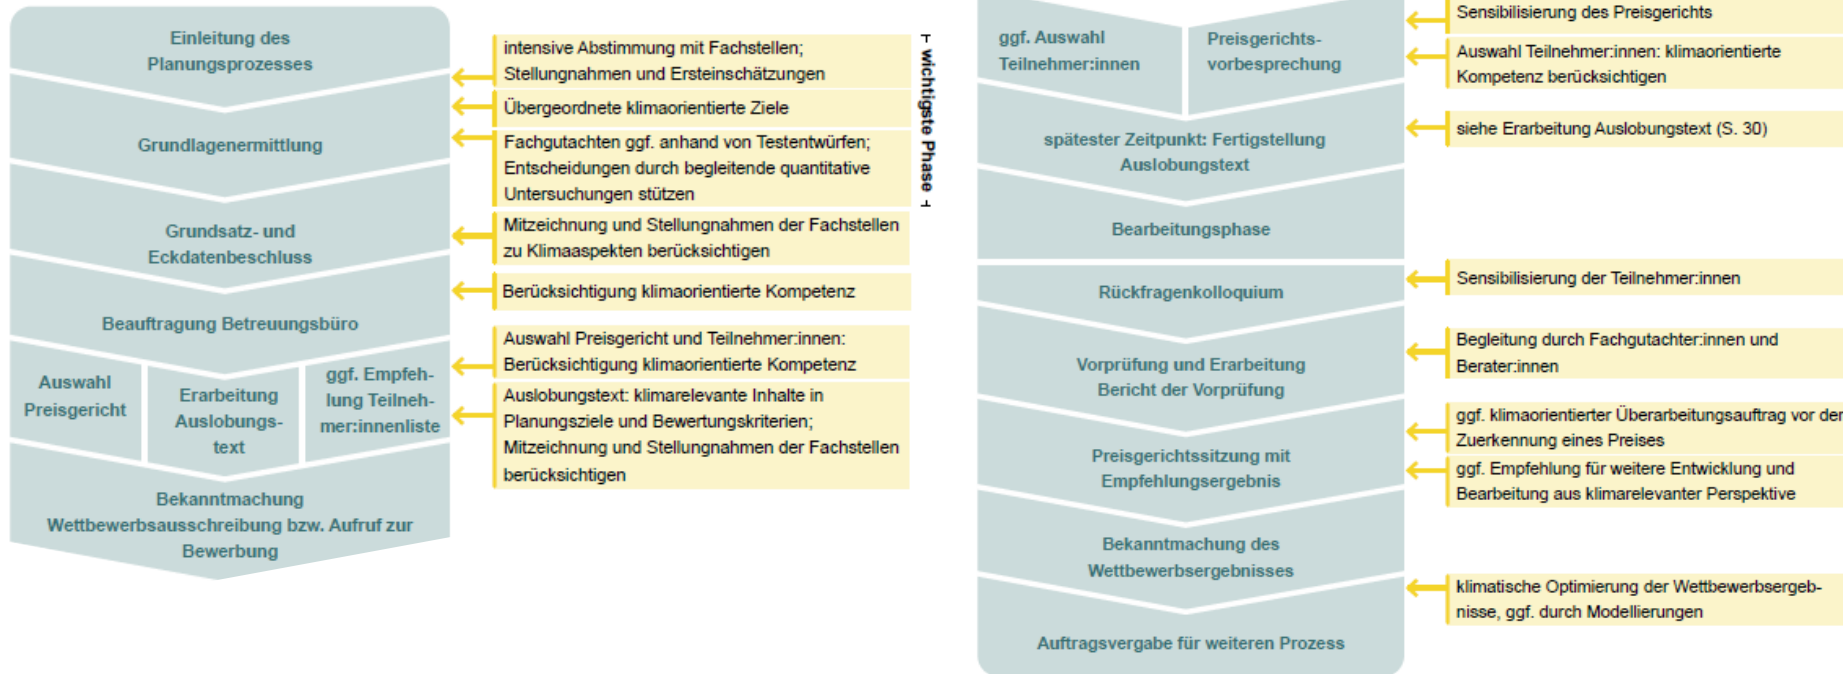 Einleitung des
Planungsprozesses
intensive Abstimmung mit Fachstellen;
Stellungnahmen und Ersteinschätzungen
Übergeordnete klimaorientierte Ziele
Grundlagenermittlung
Fachgutachten ggf. anhand von Testentwürfen;
Entscheidungen durch begleitende quantitative
Untersuchungen stützen
wichtigste Phase
Grundsatz- und
Eckdatenbeschluss
Mitzeichnung und Stellungnahmen der Fachstellen
zu Klimaaspekten berücksichtigen
Berücksichtigung klimaorientierte Kompetenz
Beauftragung Betreuungsbüro
Auswahl Preisgericht und Teilnehmer:innen:
Berücksichtigung klimaorientierte Kompetenz
Auswahl
Preisgericht
Erarbeitung
Auslobungs-
text
ggf. Empfeh-
lung Teilneh-
mer:innenliste
Auslobungstext: klimarelevante Inhalte in
Planungsziele und Bewertungskriterien;
Mitzeichnung und Stellungnahmen der Fachstellen
berücksichtigen
Bekanntmachung
Wettbewerbsausschreibung bzw. Aufruf zur
Bewerbung
ggf. Auswahl
Teilnehmer:innen
Preisgerichts-
vorbesprechung
Sensibilisierung des Preisgerichts
Auswahl Teilnehmer:innen: klimaorientierte
Kompetenz berücksichtigen
spätester Zeitpunkt: Fertigstellung
Auslobungstext
siehe Erarbeitung Auslobungstext (S. 30)
Bearbeitungsphase
Rückfragenkolloquium
Sensibilisierung der Teilnehmer:innen
Vorprüfung und Erarbeitung
Bericht der Vorprüfung
Begleitung durch Fachgutachter:innen und
Berater:innen
Preisgerichtssitzung mit
Empfehlungsergebnis
ggf. klimaorientierter Überarbeitungsauftrag vor der
Zuerkennung eines Preises
ggf. Empfehlung für weitere Entwicklung und
Bearbeitung aus klimarelevanter Perspektive
Bekanntmachung des
Wettbewerbsergebnisses
klimatische Optimierung der Wettbewerbsergeb-
nisse, ggf. durch Modellierungen
Auftragsvergabe für weiteren Prozess